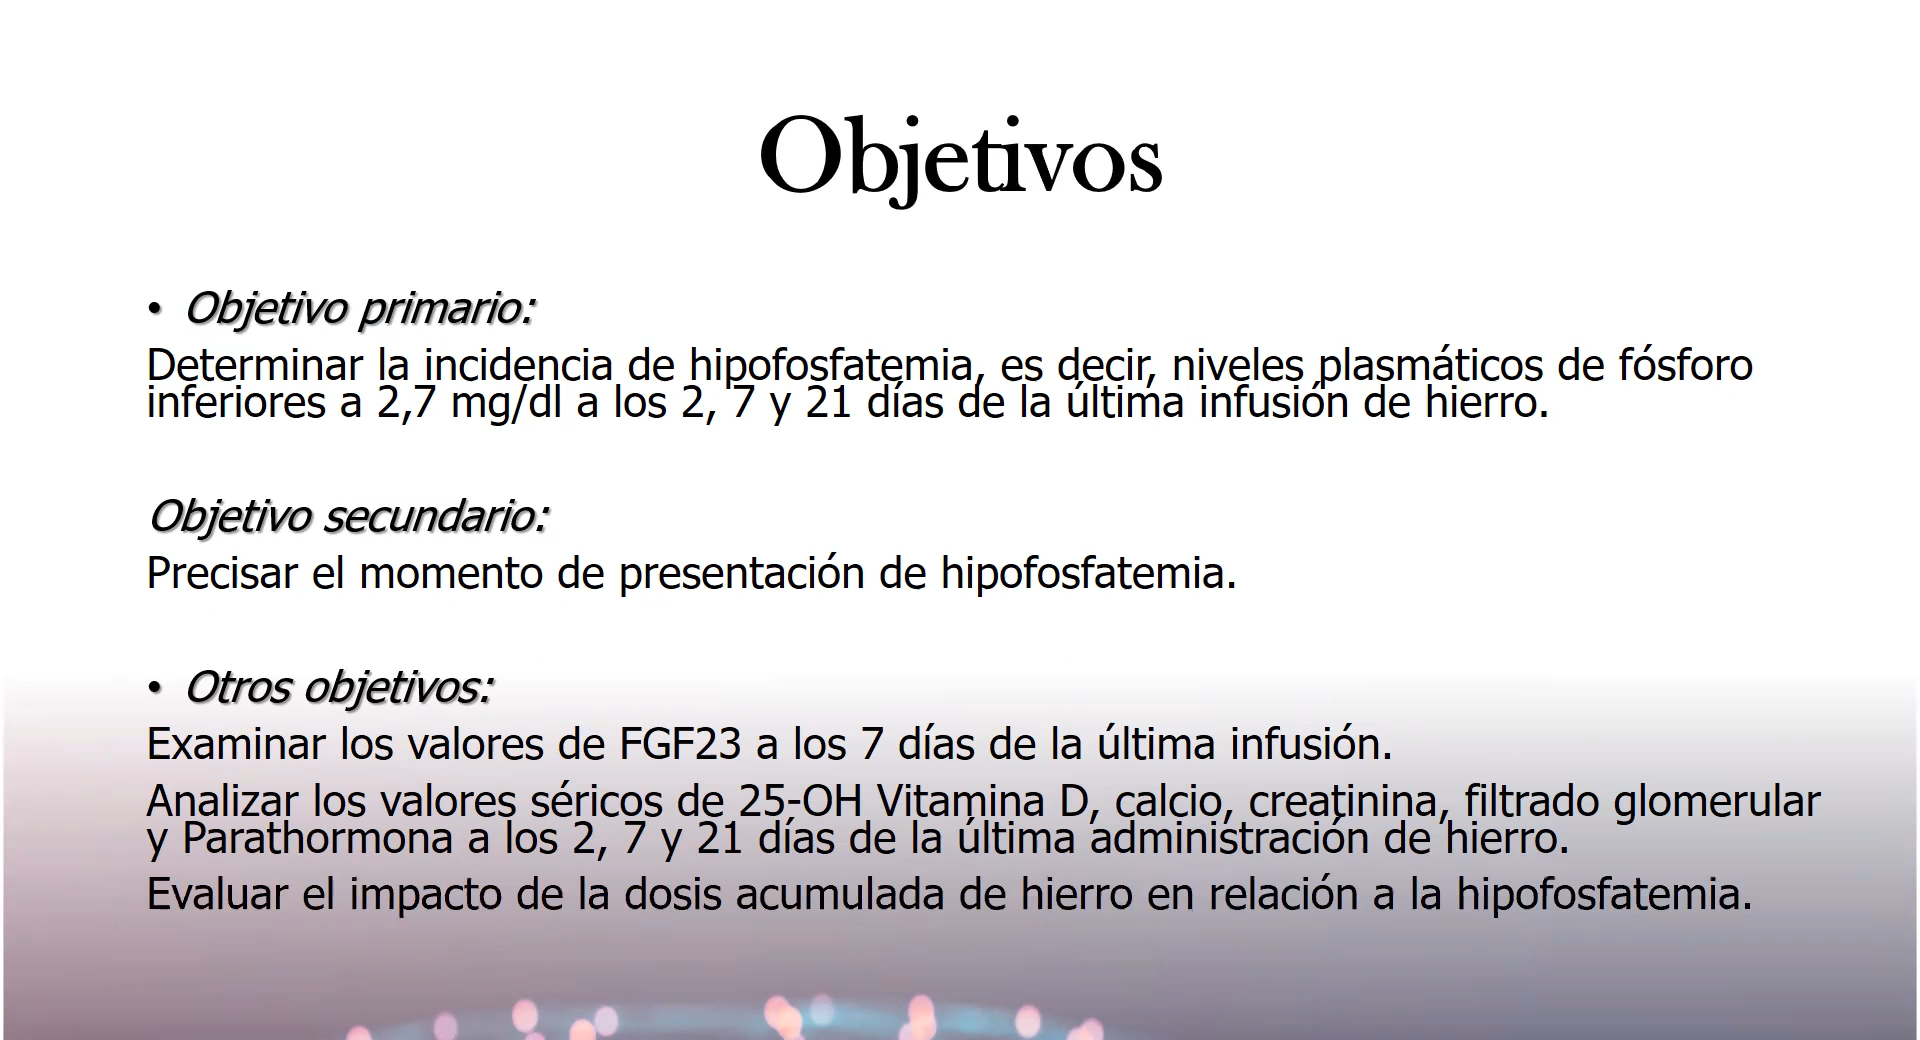 Objetivos
• Objetivo primario:
Determinar la incidencia de hipofosfatemia, es decir, niveles plasmáticos de fósforo
inferiores a 2,7 mg/dl a los 2, 7 y 21 días de la última infusión de hierro.
Objetivo secundario:
Precisar el momento de presentación de hipofosfatemia.
• Otros objetivos:
Examinar los valores de FGF23 a los 7 días de la última infusión.
Analizar los valores séricos de 25-OH Vitamina D, calcio, creatinina, filtrado glomerular
y Parathormona a los 2, 7 y 21 días de la última administración de hierro.
Evaluar el impacto de la dosis acumulada de hierro en relación a la hipofosfatemia.